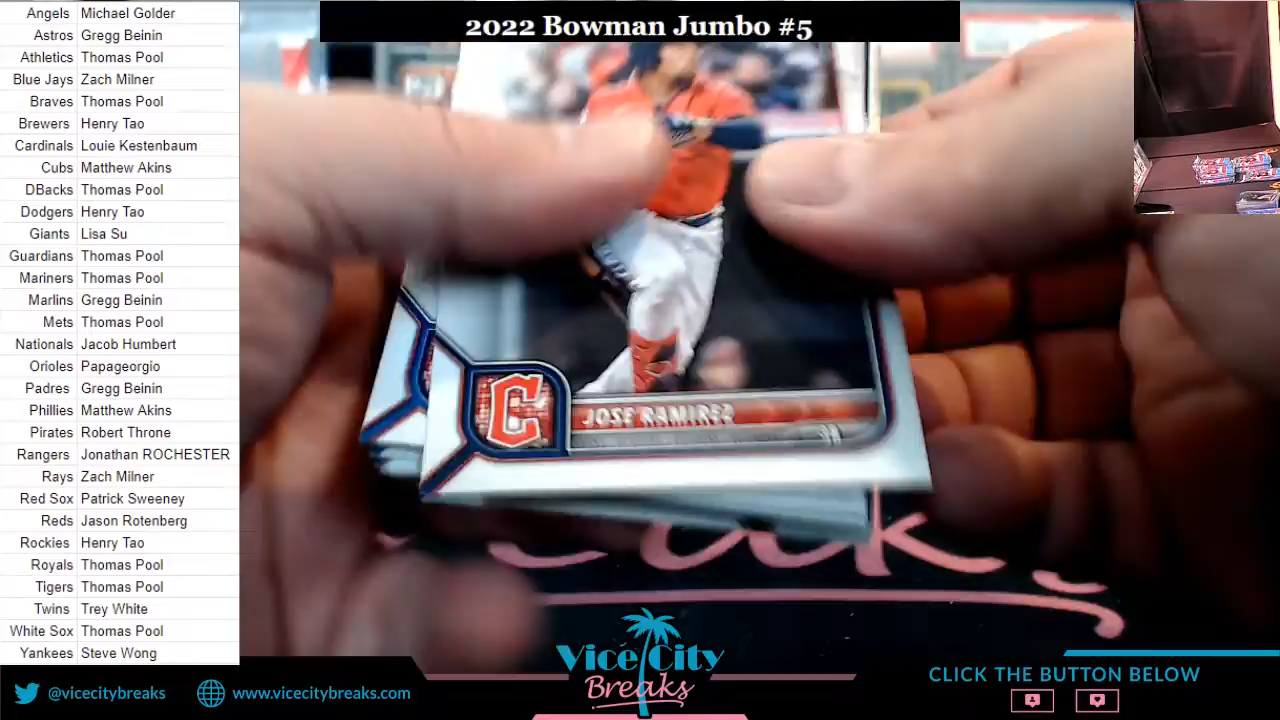 2022 Bowman Jumbo #5
Angels Michael Golder
Astros Gregg Beinin
Athletics Thomas Pool
Blue Jays Zach Milner
Braves Thomas Pool
Brewers Henry Tao
Cardinals Louie Kestenbaum
Cubs Matthew Akins
DBacks Thomas Pool
Dodgers Henry Tao
Giants Lisa Su
Guardians Thomas Pool
Mariners Thomas Pool
Marlins Gregg Beinin
Mets Thomas Pool
Nationals Jacob Humbert
Orioles Papageorgio
Padres Gregg Beinin
Phillies Matthew Akins
Pirates Robert Throne
Rangers Jonathan ROCHESTER
Rays Zach Milner
Red Sox Patrick Sweeney
Reds Jason Rotenberg
Rockies Henry Tao
Royals Thomas Pool
Tigers Thomas Pool
Twins Trey White
White Sox Thomas Pool
Yankees Steve Wong
C
JOSE RAMIREZ
@vicecitybreaks
www.vicecitybreaks.com
Vice City
Breaks
CLICK THE BUTTON BELOW